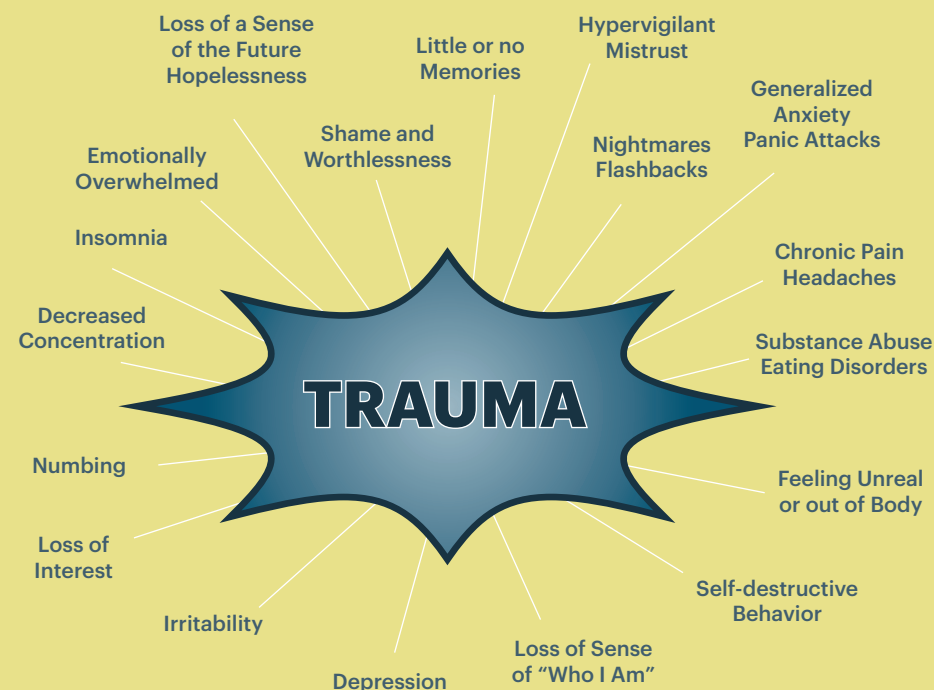 Loss of a Sense
of the Future
Hopelessness
Little or no
Memories
Hypervigilant
Mistrust
Generalized
Anxiety
Panic Attacks
Shame and
Worthlessness
Nightmares
Flashbacks
Emotionally
Overwhelmed
Insomnia
Chronic Pain
Headaches
Decreased
Concentration
Substance Abuse
Eating Disorders
TRAUMA
Numbing
Feeling Unreal
or out of Body
Loss of
Interest
Self-destructive
Behavior
Irritability
Loss of Sense
of “Who I Am”
Depression